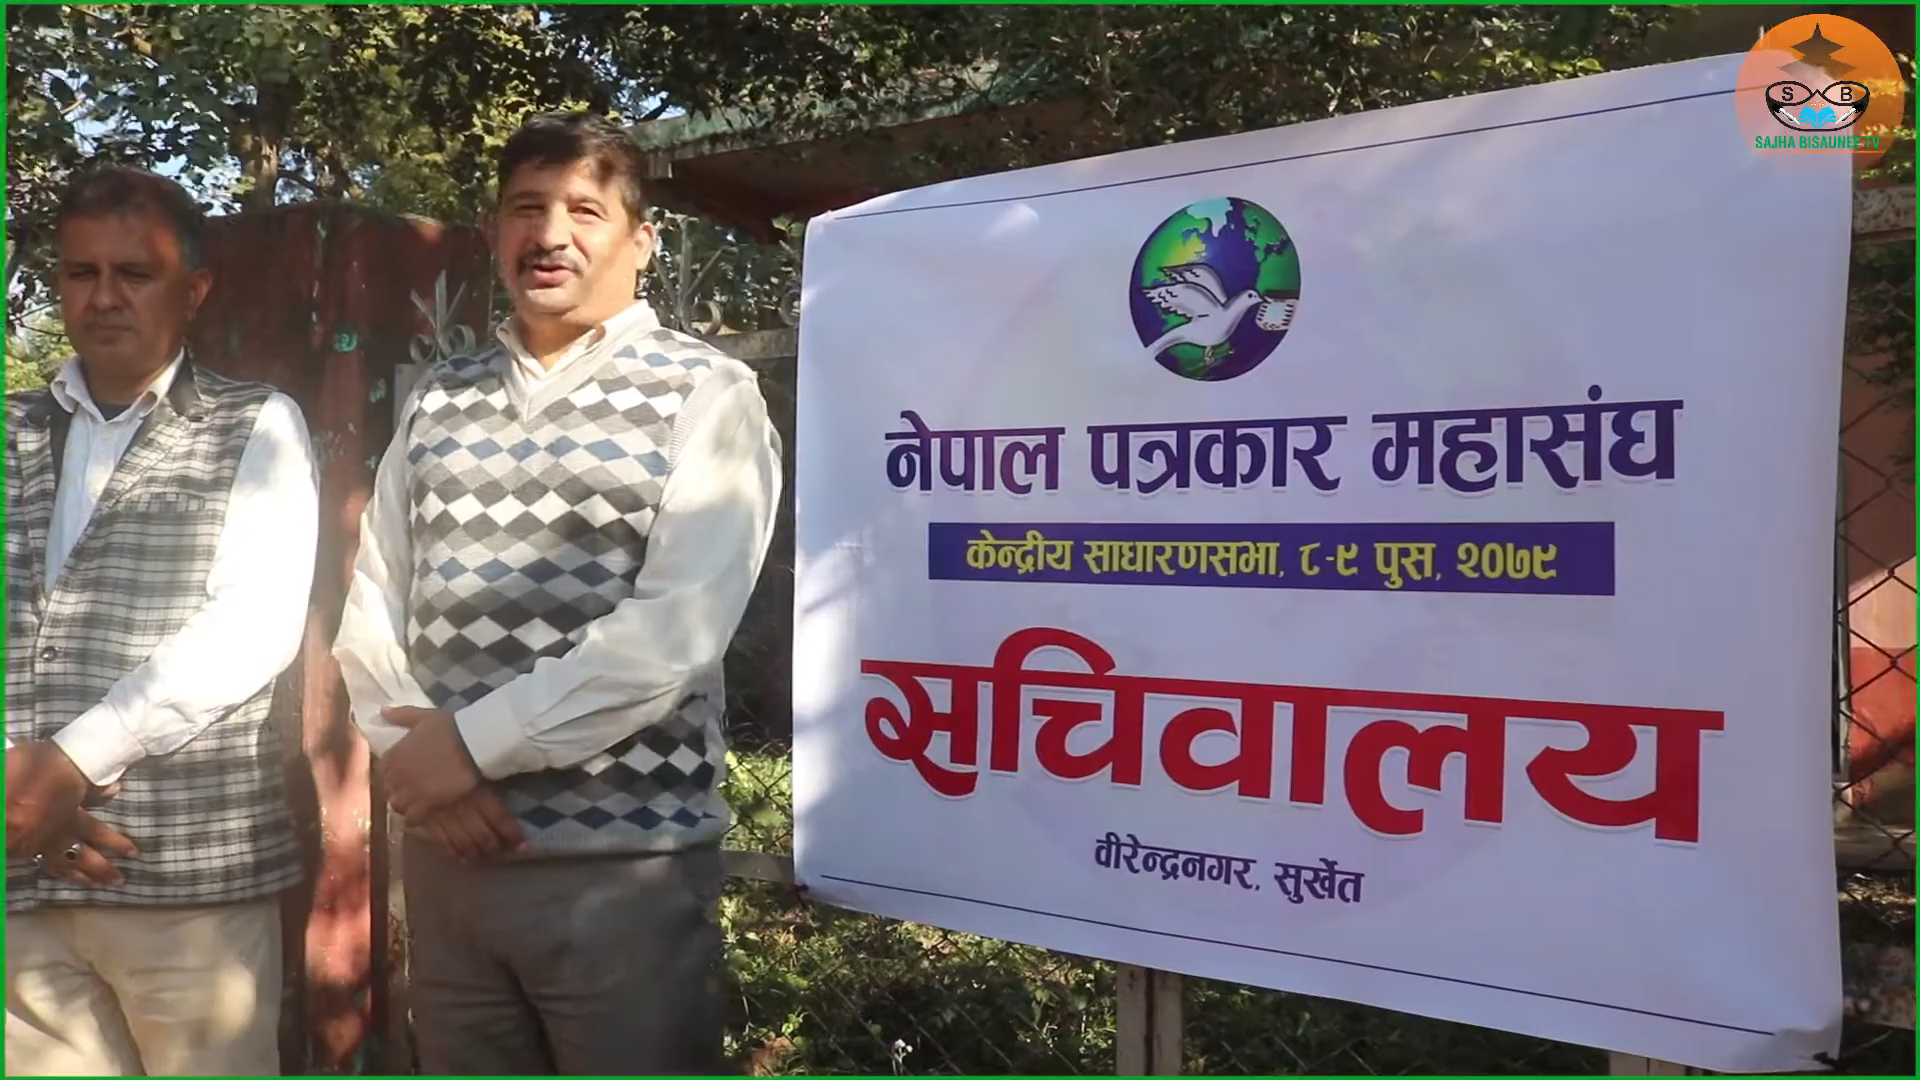 S B
SAJHA BISAUNEE TV
नेपाल पत्रकार महासंघ
केन्द्रीय साधारणसभा, ८-९ पुस, २०७९
सचिवालय
वीरेन्द्रनगर, सुर्खेत